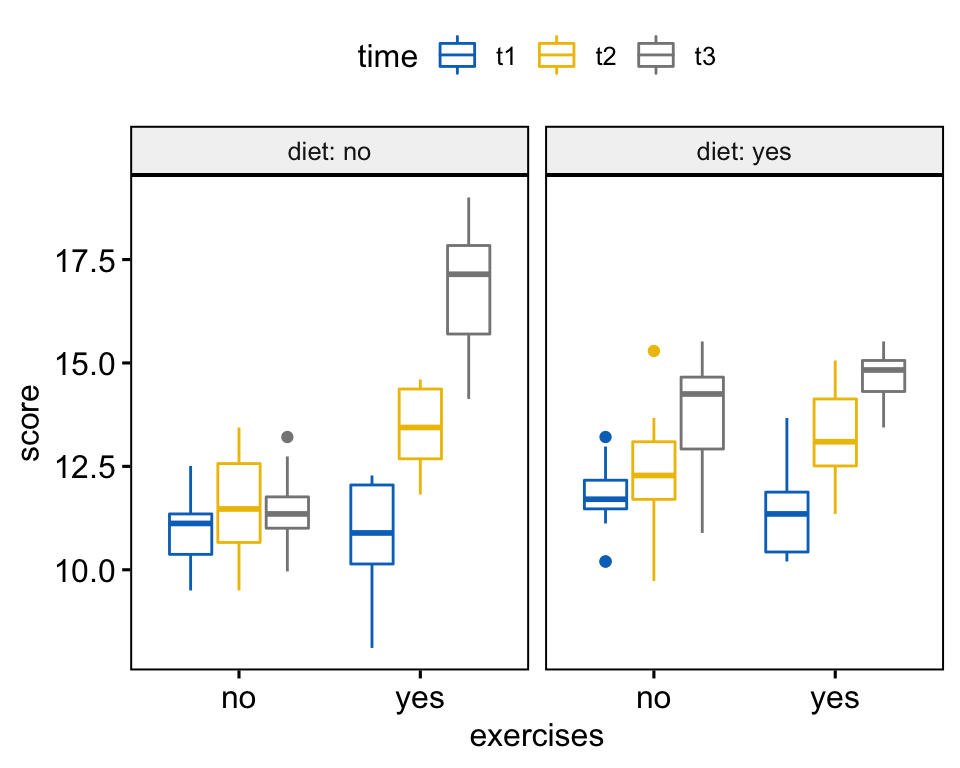 time t1 t2 t3
diet: no diet: yes
17.5
15.0
12.5
10.0
score
no yes no yes
exercises